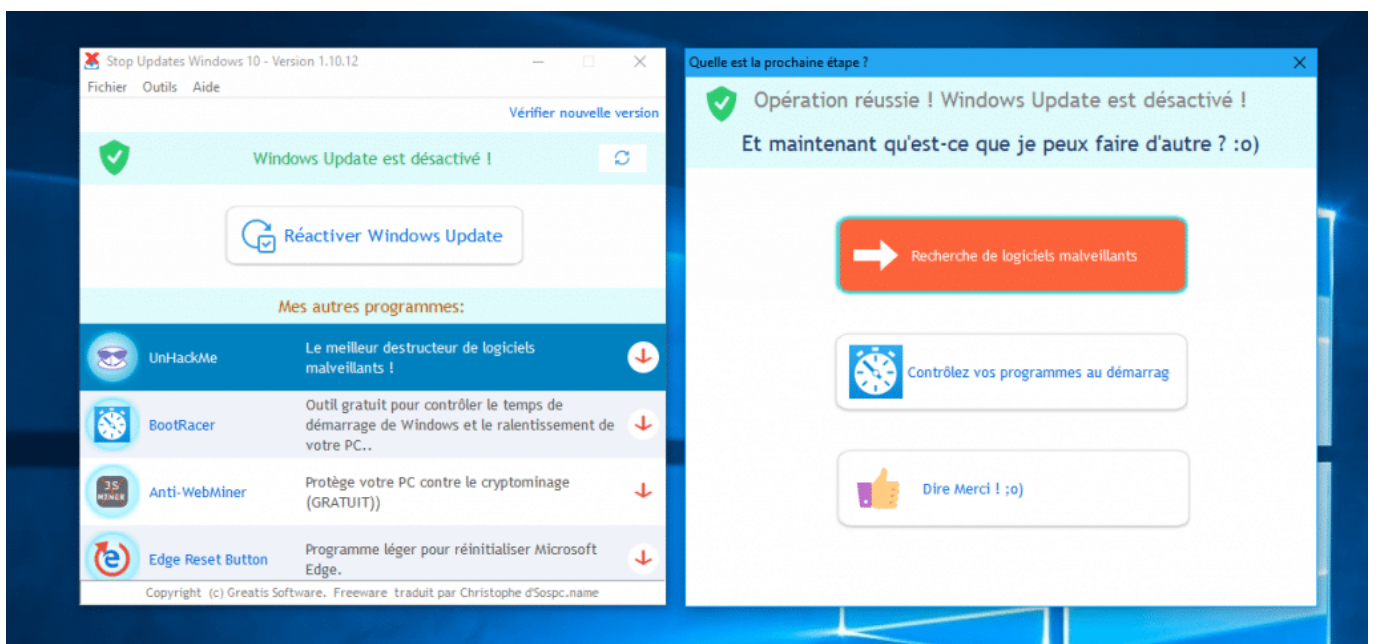 Stop Updates Windows 10 - Version 1.10.12
Fichier Outils Aide
Vérifier nouvelle version
Windows Update est désactivé !
Réactiver Windows Update
Mes autres programmes:
UnHackMe
Le meilleur destructeur de logiciels
malveillants !
BootRacer
Outil gratuit pour contrôler le temps de
démarrage de Windows et le ralentissement de
votre PC..
JS
MINER
Anti-WebMiner
Protège votre PC contre le cryptominage
(GRATUIT))
Edge Reset Button
Programme léger pour réinitialiser Microsoft
Edge.
Copyright (c) Greatis Software. Freeware traduit par Christophe d'Sospc.name
Quelle est la prochaine étape ?
Opération réussie ! Windows Update est désactivé !
Et maintenant qu'est-ce que je peux faire d'autre ? :o)
Recherche de logiciels malveillants
Contrôlez vos programmes au démarrag
Dire Merci ! ;o)